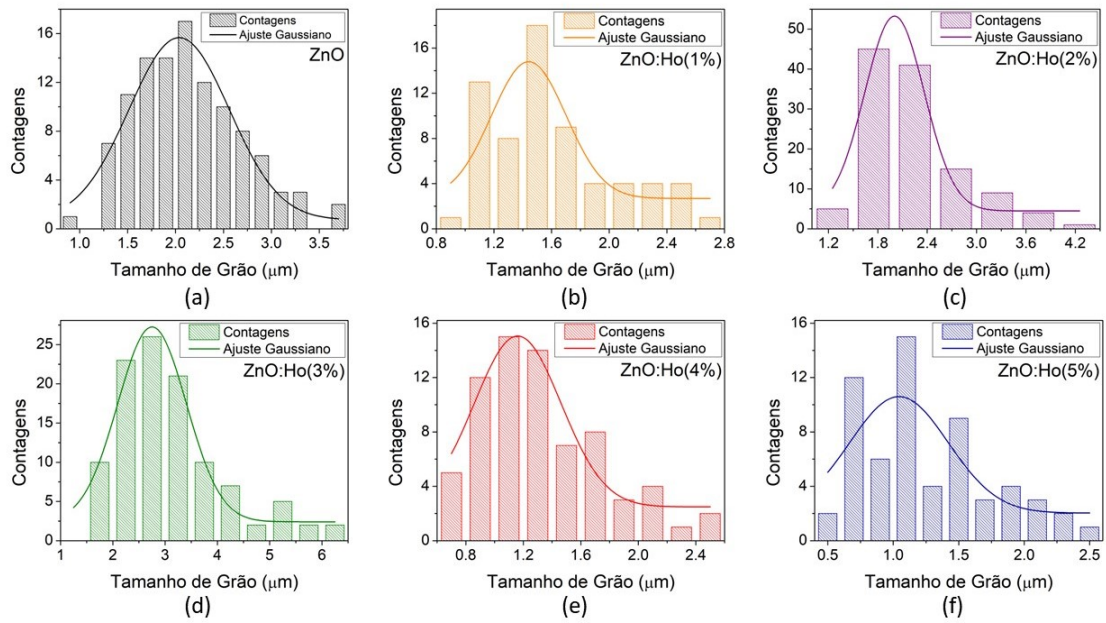 Contagens
Ajuste Gaussiano
ZnO
16
12
8
4
0
Contagens
1.0 1.5 2.0 2.5 3.0 3.5
Tamanho de Grão (μm)
(a)
Contagens
Ajuste Gaussiano
ZnO:Ho(1%)
16
12
8
4
0
Contagens
0.8 1.2 1.6 2.0 2.4 2.8
Tamanho de Grão (μm)
(b)
Contagens
Ajuste Gaussiano
ZnO:Ho(2%)
50
40
30
20
10
0
Contagens
1.2 1.8 2.4 3.0 3.6 4.2
Tamanho de Grão (μm)
(c)
Contagens
Ajuste Gaussiano
ZnO:Ho(3%)
25
20
15
10
5
0
Contagens
1 2 3 4 5 6
Tamanho de Grão (μm)
(d)
Contagens
Ajuste Gaussiano
ZnO:Ho(4%)
16
12
8
4
0
Contagens
0.8 1.2 1.6 2.0 2.4
Tamanho de Grão (μm)
(e)
Contagens
Ajuste Gaussiano
ZnO:Ho(5%)
16
12
8
4
0
Contagens
0.5 1.0 1.5 2.0 2.5
Tamanho de Grão (μm)
(f)